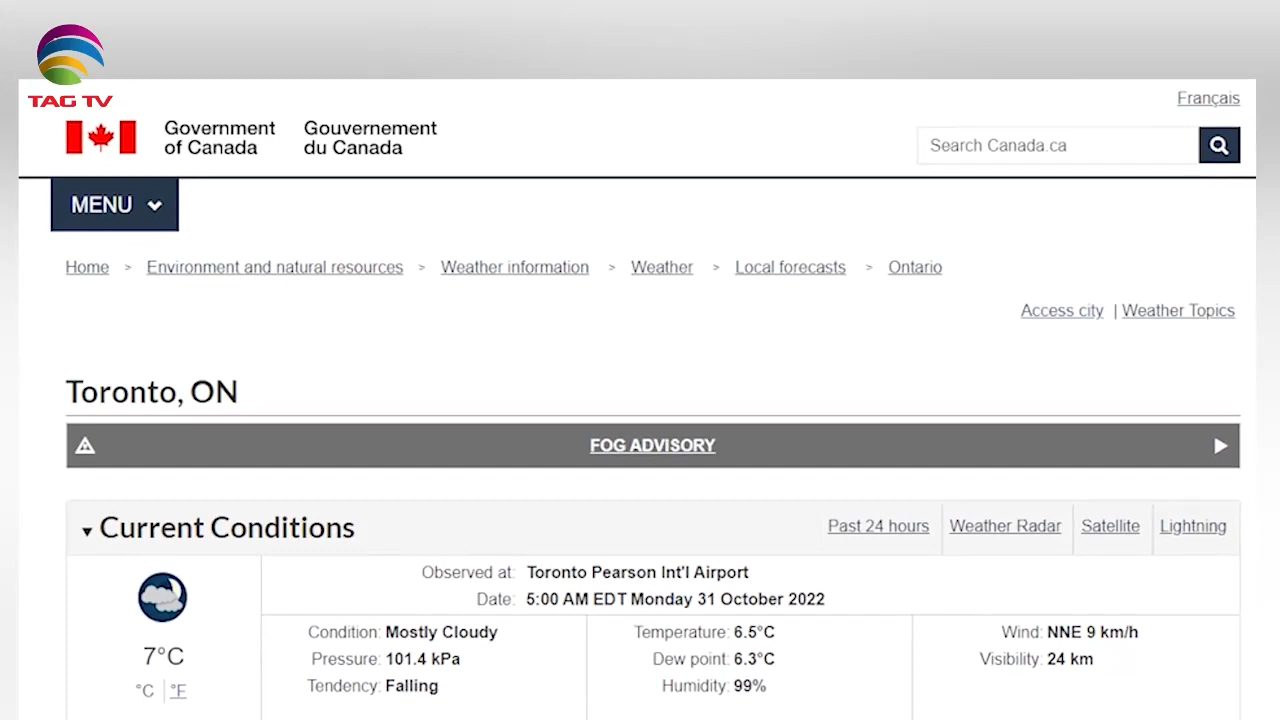 TAG TV
Français
Government of Canada
Gouvernement du Canada
Search Canada.ca
MENU
Home > Environment and natural resources > Weather information > Weather > Local forecasts > Ontario
Access city | Weather Topics
Toronto, ON
FOG ADVISORY
Current Conditions
Past 24 hours
Weather Radar
Satellite
Lightning
7°C
°C | °F
Observed at: Toronto Pearson Int'l Airport
Date: 5:00 AM EDT Monday 31 October 2022
Condition: Mostly Cloudy
Pressure: 101.4 kPa
Tendency: Falling
Temperature: 6.5°C
Dew point: 6.3°C
Humidity: 99%
Wind: NNE 9 km/h
Visibility: 24 km